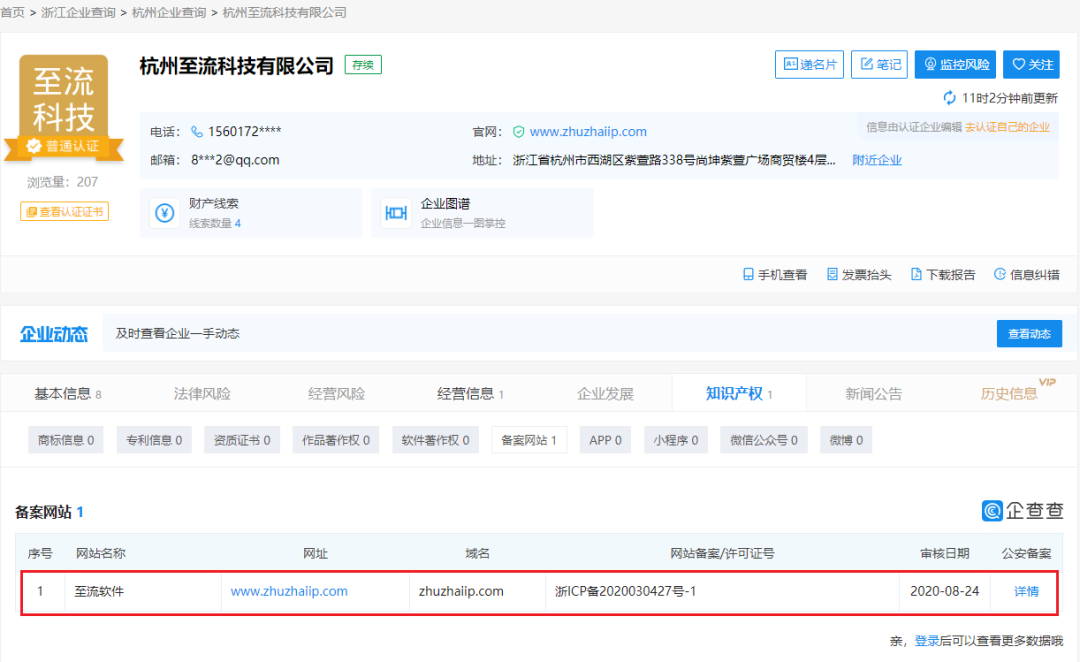 首页 > 浙江企业查询 > 杭州企业查询 > 杭州至流科技有限公司
至流
科技
普通认证
浏览量：207
查看认证证书
杭州至流科技有限公司 存续
递名片 笔记 监控风险 关注
11时2分钟前更新
电话： 1560172**** 官网： www.zhuzhaiip.com 信息由认证企业编辑 去认证自己的企业
邮箱： 8***2@qq.com 地址： 浙江省杭州市西湖区紫萱路338号尚坤紫萱广场商贸楼4层... 附近企业
财产线索
线索数量 4
企业图谱
企业信息一图掌控
手机查看 发票抬头 下载报告 信息纠错
企业动态 及时查看企业一手动态 查看动态
基本信息 8 法律风险 经营风险 经营信息 1 企业发展 知识产权 1 新闻公告 历史信息 VIP
商标信息 0 专利信息 0 资质证书 0 作品著作权 0 软件著作权 0 备案网站 1 APP 0 小程序 0 微信公众号 0 微博 0
备案网站 1 企查查
序号 网站名称 网址 域名 网站备案/许可证号 审核日期 公安备案
1 至流软件 www.zhuzhaiip.com zhuzhaiip.com 浙ICP备2020030427号-1 2020-08-24 详情
亲，登录后可以查看更多数据哦